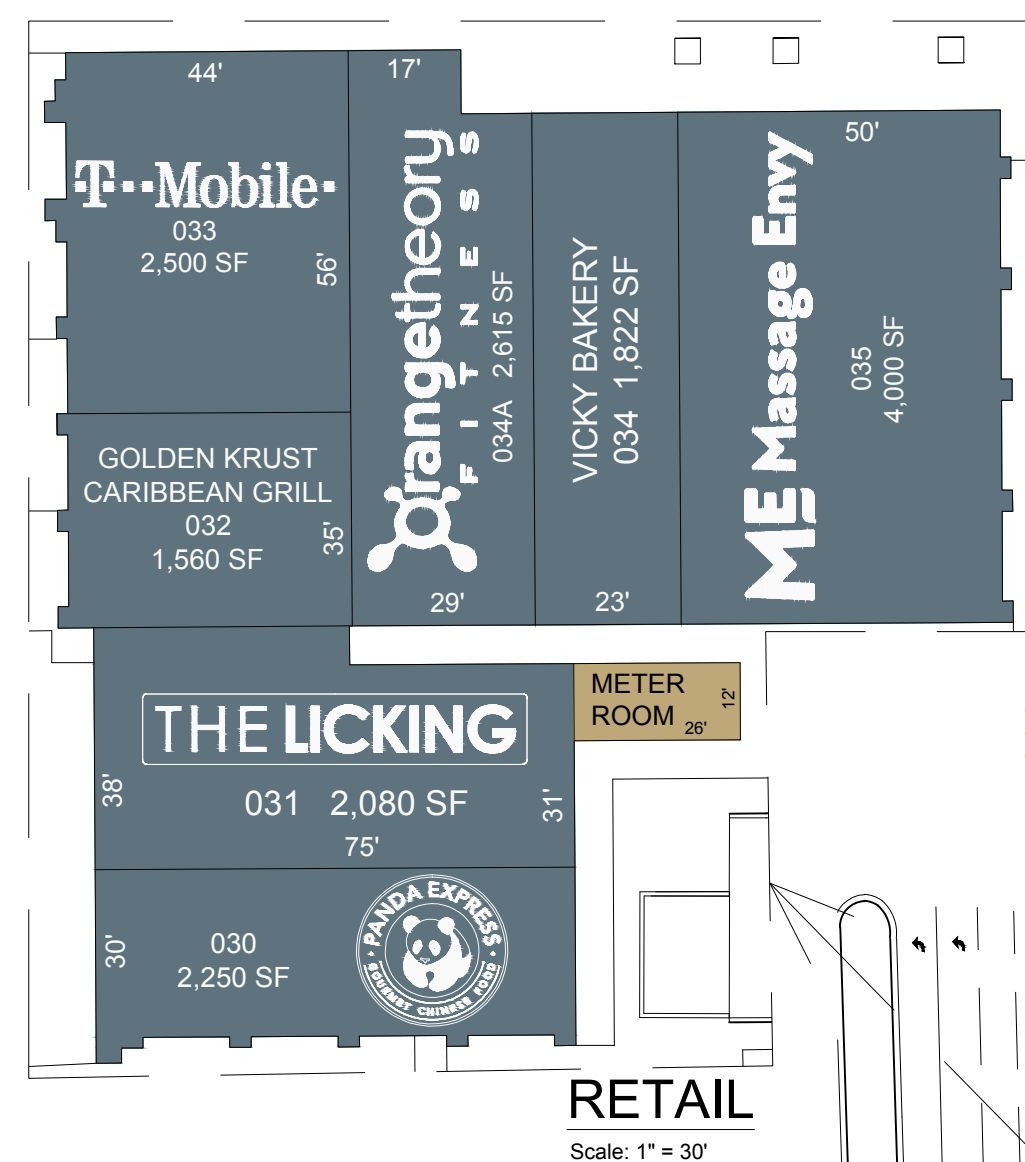 44'
17'
50'
T-Mobile
033
2,500 SF
56'
Orangetheory
FITNESS
034A 2,615 SF
29'
VICKY BAKERY
034 1,822 SF
23'
ME Massage Envy
035
4,000 SF
GOLDEN KRUST
CARIBBEAN GRILL
032
1,560 SF
35'
THE LICKING
031 2,080 SF
38'
31'
75'
METER
ROOM
26'
12'
030
2,250 SF
30'
PANDA EXPRESS
GOURMET CHINESE FOOD
RETAIL
Scale: 1" = 30'